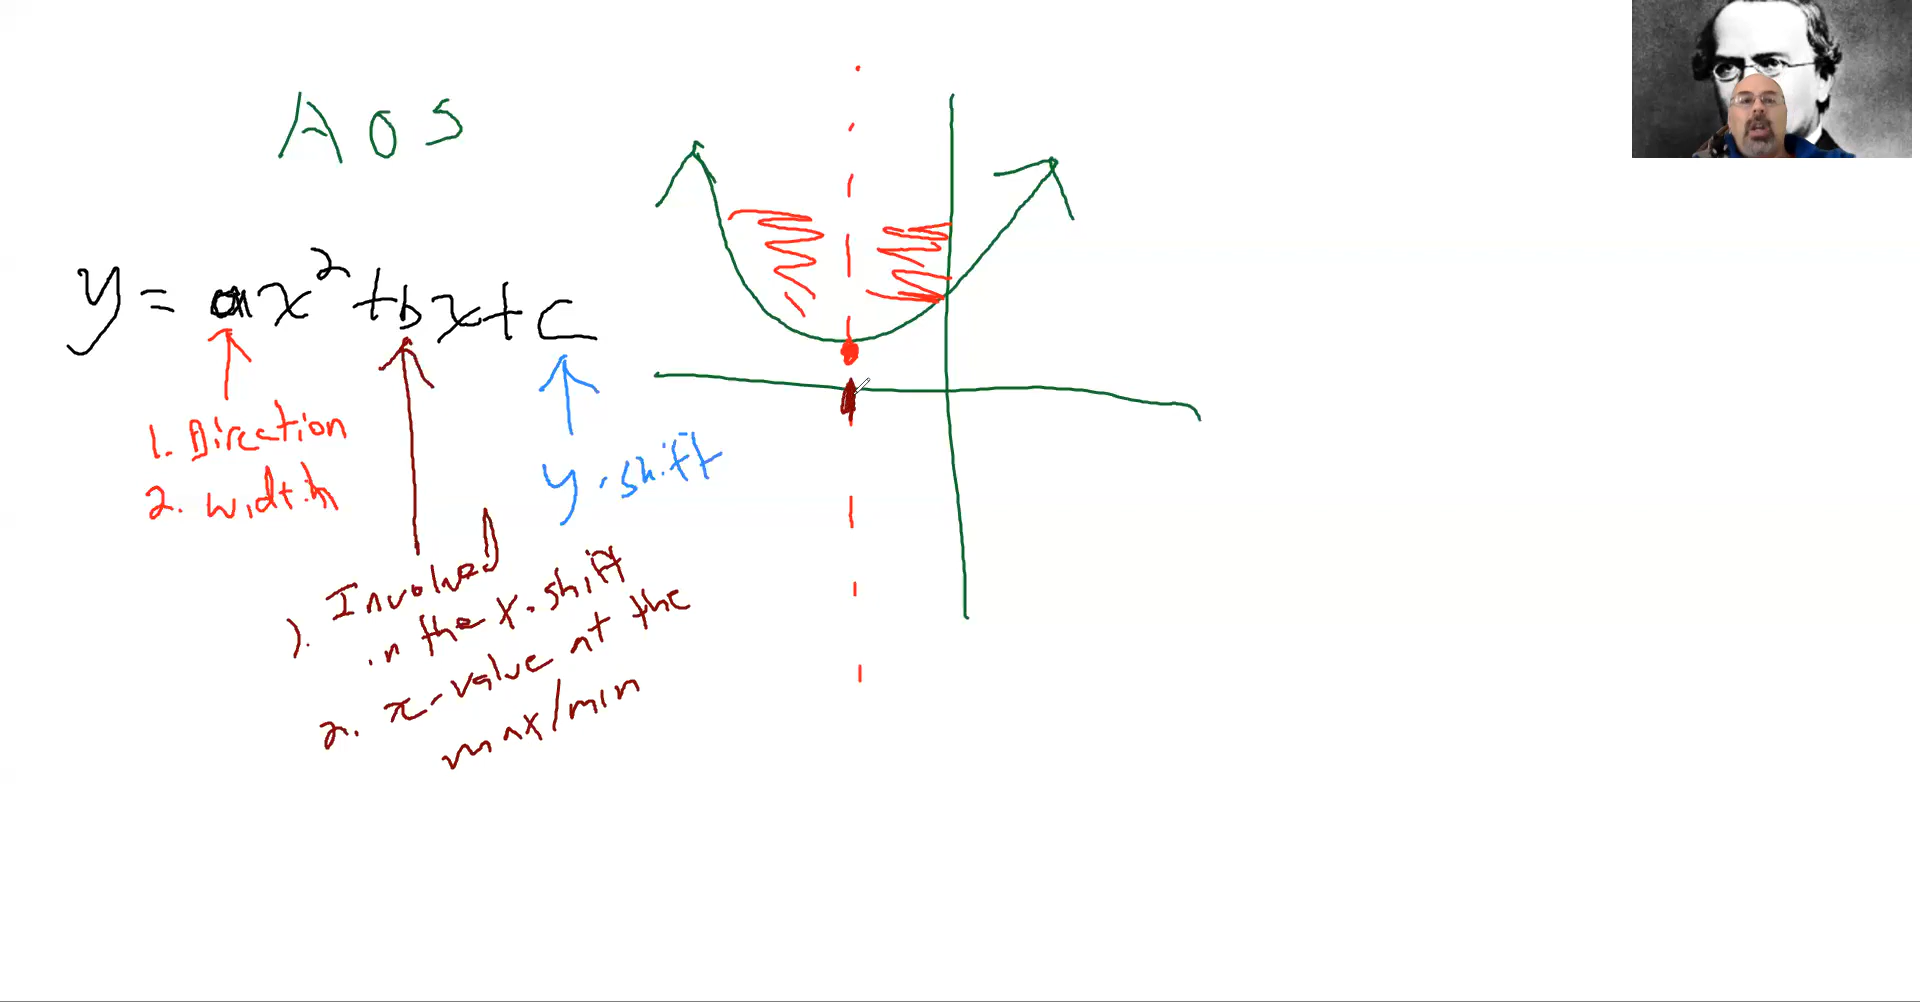 AOS
y = ax² + bx + c
1. Direction
2. width
y-shift
1. Involved
in the x-shift
2. x-value at the
max/min